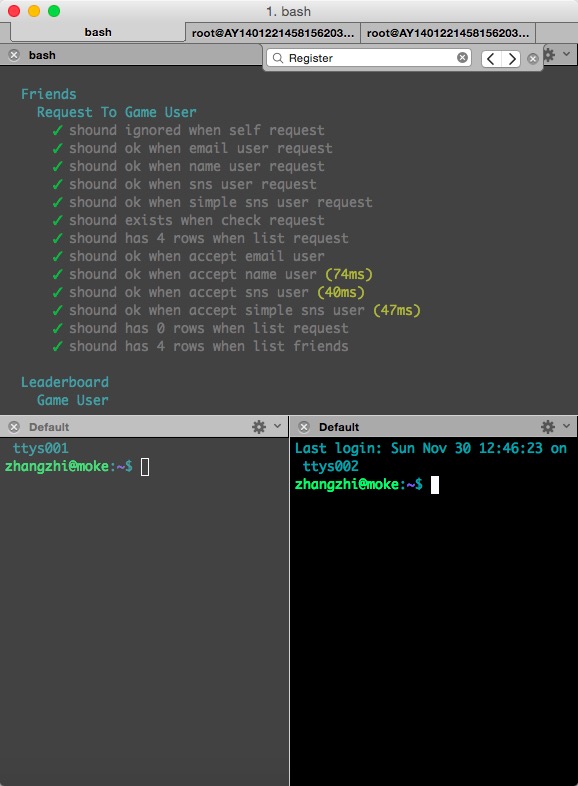 1. bash
bash
root@AY1401221458156203...
root@AY1401221458156203...
bash
Register
Friends
Request To Game User
✓ shound ignored when self request
✓ shound ok when email user request
✓ shound ok when name user request
✓ shound ok when sns user request
✓ shound ok when simple sns user request
✓ shound exists when check request
✓ shound has 4 rows when list request
✓ shound ok when accept email user
✓ shound ok when accept name user (74ms)
✓ shound ok when accept sns user (40ms)
✓ shound ok when accept simple sns user (47ms)
✓ shound has 0 rows when list request
✓ shound has 4 rows when list friends
Leaderboard
Game User
Default
ttys001
zhangzhi@moke:~$
Default
Last login: Sun Nov 30 12:46:23 on
ttys002
zhangzhi@moke:~$